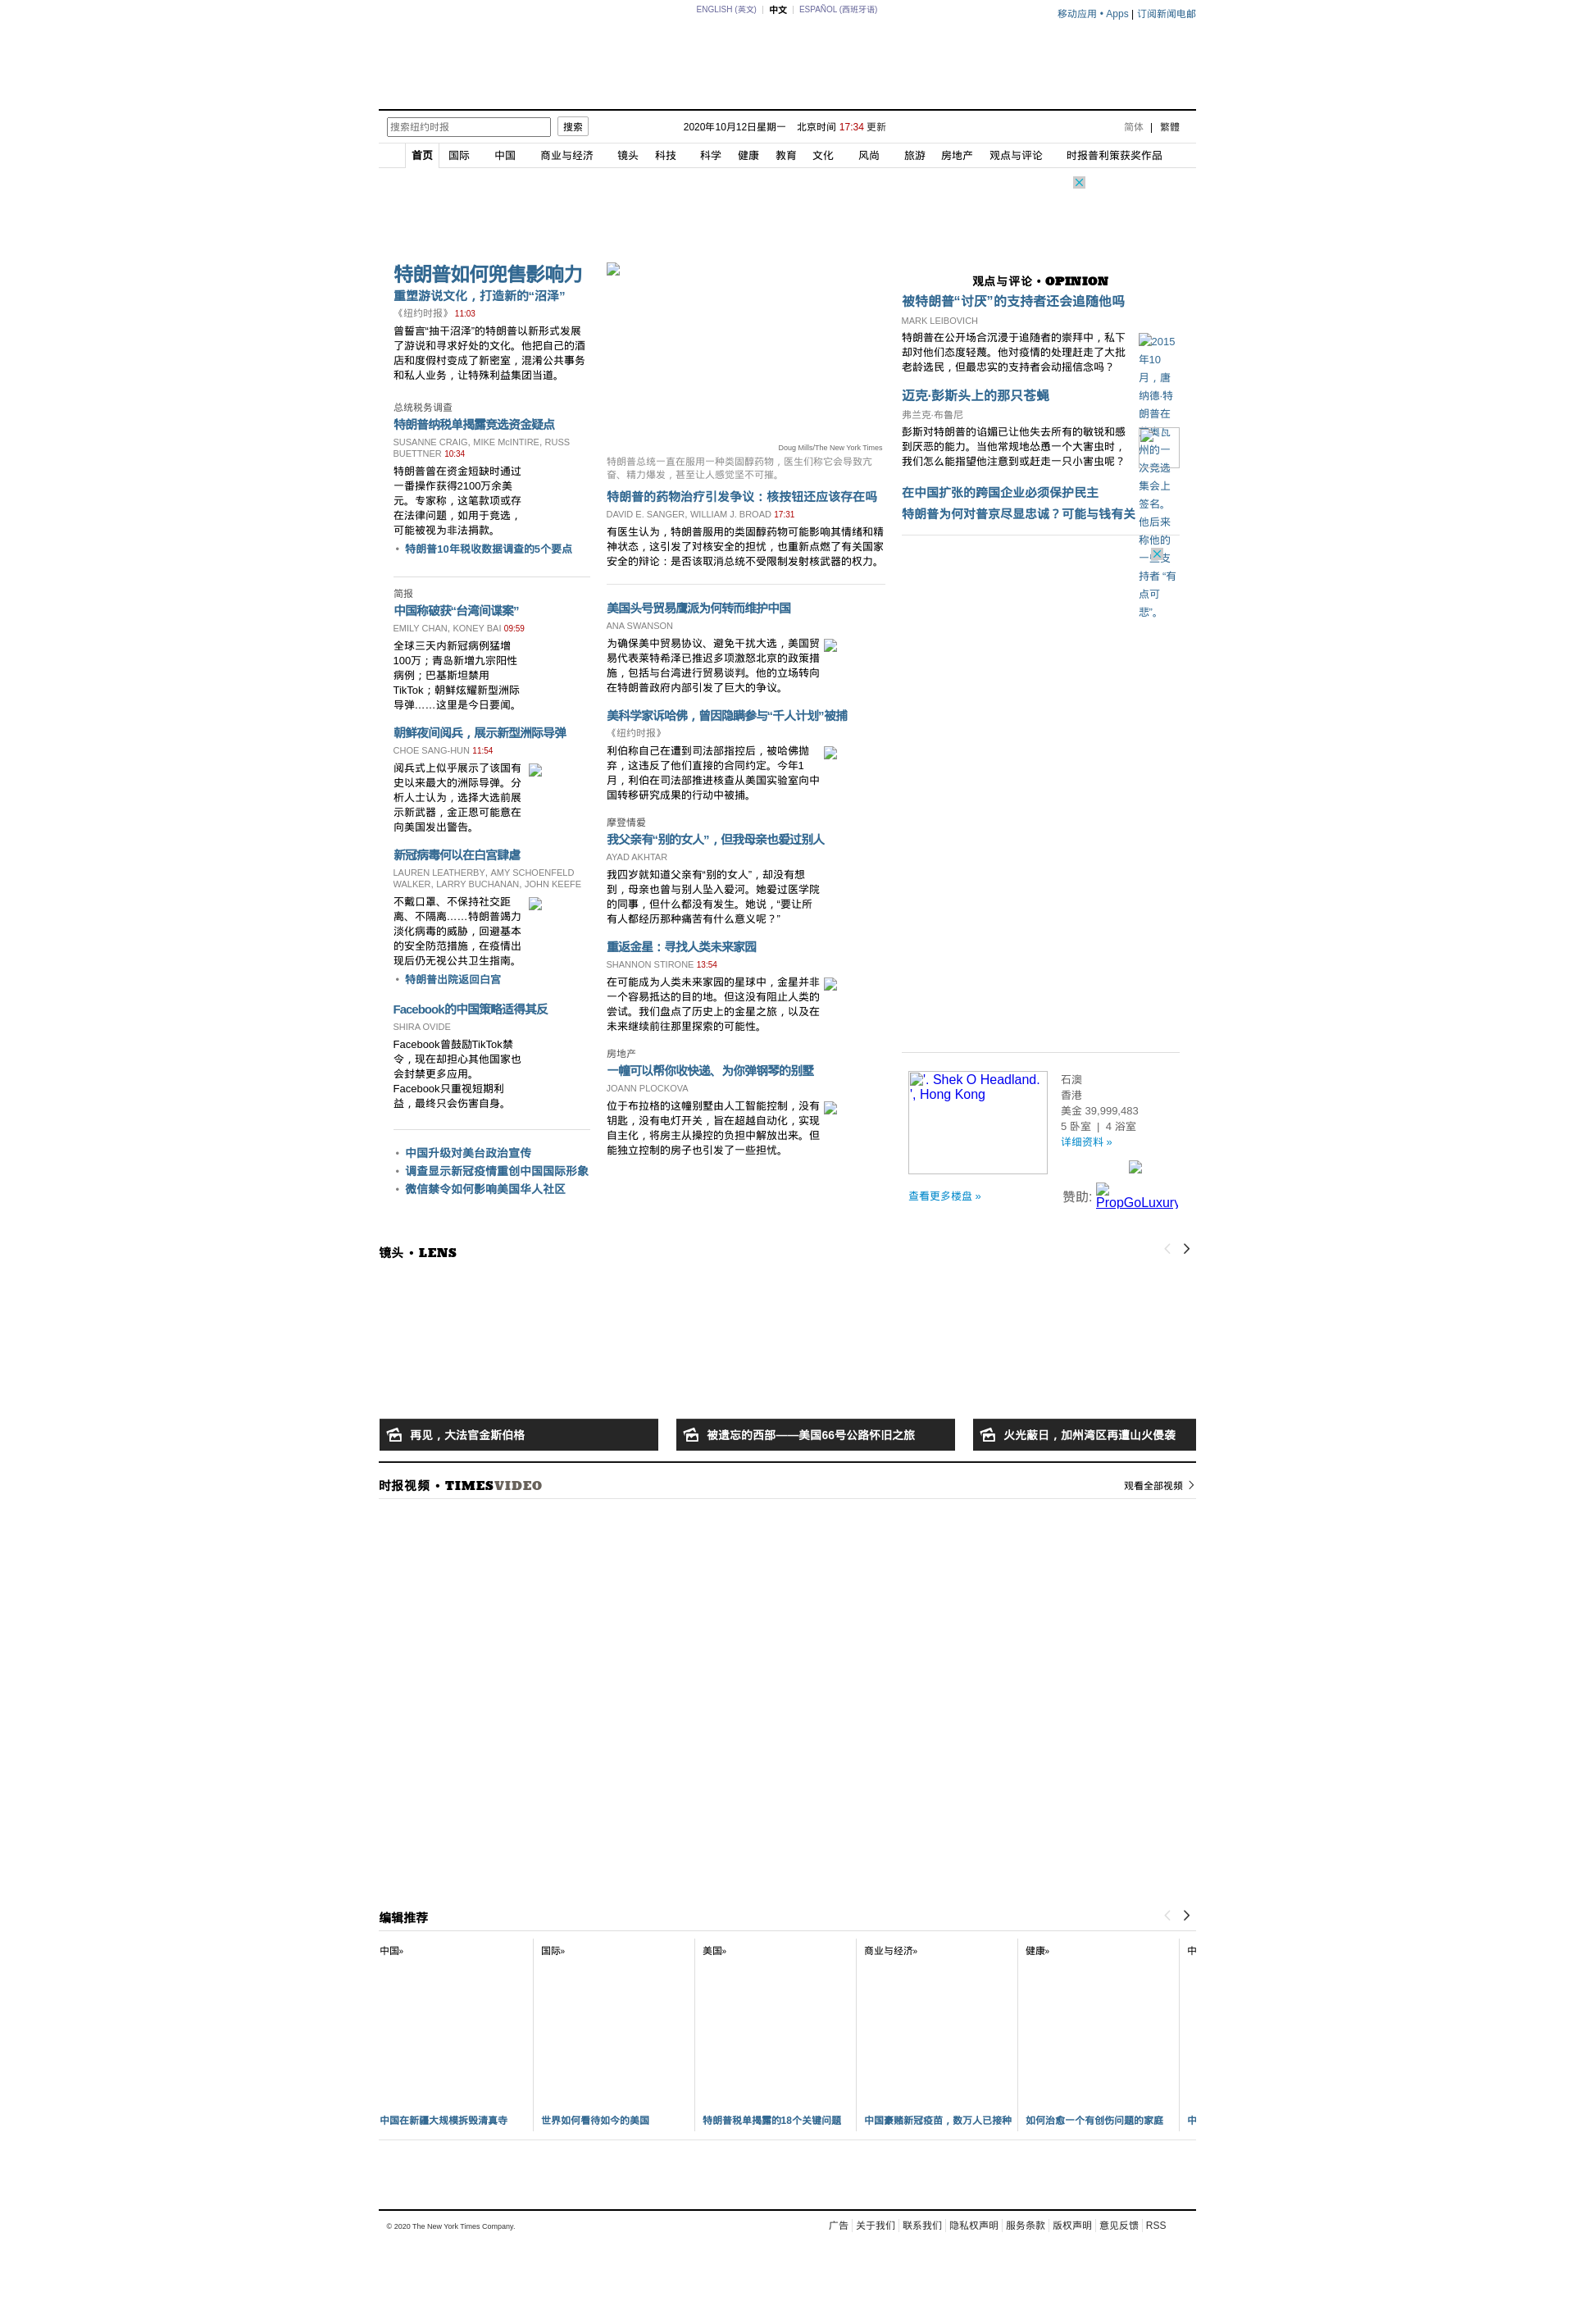 ENGLISH (英文) | 中文 | ESPAÑOL (西班牙语)
移动应用 • Apps | 订阅新闻电邮
搜索纽约时报 搜索
2020年10月12日星期一 北京时间 17:34 更新
简体 | 繁體
首页 国际 中国 商业与经济 镜头 科技 科学 健康 教育 文化 风尚 旅游 房地产 观点与评论 时报普利策获奖作品
特朗普如何兜售影响力
重塑游说文化，打造新的“沼泽”
《纽约时报》 11:03
曾誓言“抽干沼泽”的特朗普以新形式发展
了游说和寻求好处的文化。他把自己的酒
店和度假村变成了新密室，混淆公共事务
和私人业务，让特殊利益集团当道。
总统税务调查
特朗普纳税单揭露竞选资金疑点
SUSANNE CRAIG, MIKE McINTIRE, RUSS
BUETTNER 10:34
特朗普曾在资金短缺时通过
一番操作获得2100万余美
元。专家称，这笔款项或存
在法律问题，如用于竞选，
可能被视为非法捐款。
• 特朗普10年税收数据调查的5个要点
简报
中国称破获“台湾间谍案”
EMILY CHAN, KONEY BAI 09:59
全球三天内新冠病例猛增
100万；青岛新增九宗阳性
病例；巴基斯坦禁用
TikTok；朝鲜炫耀新型洲际
导弹……这里是今日要闻。
朝鲜夜间阅兵，展示新型洲际导弹
CHOE SANG-HUN 11:54
阅兵式上似乎展示了该国有
史以来最大的洲际导弹。分
析人士认为，选择大选前展
示新武器，金正恩可能意在
向美国发出警告。
新冠病毒何以在白宫肆虐
LAUREN LEATHERBY, AMY SCHOENFELD
WALKER, LARRY BUCHANAN, JOHN KEEFE
不戴口罩、不保持社交距
离、不隔离……特朗普竭力
淡化病毒的威胁，回避基本
的安全防范措施，在疫情出
现后仍无视公共卫生指南。
• 特朗普出院返回白宫
Facebook的中国策略适得其反
SHIRA OVIDE
Facebook曾鼓励TikTok禁
令，现在却担心其他国家也
会封禁更多应用。
Facebook只重视短期利
益，最终只会伤害自身。
• 中国升级对美台政治宣传
• 调查显示新冠疫情重创中国国际形象
• 微信禁令如何影响美国华人社区
Doug Mills/The New York Times
特朗普总统一直在服用一种类固醇药物，医生们称它会导致亢
奋、精力爆发，甚至让人感觉坚不可摧。
特朗普的药物治疗引发争议：核按钮还应该存在吗
DAVID E. SANGER, WILLIAM J. BROAD 17:31
有医生认为，特朗普服用的类固醇药物可能影响其情绪和精
神状态，这引发了对核安全的担忧，也重新点燃了有关国家
安全的辩论：是否该取消总统不受限制发射核武器的权力。
美国头号贸易鹰派为何转而维护中国
ANA SWANSON
为确保美中贸易协议、避免干扰大选，美国贸
易代表莱特希泽已推迟多项激怒北京的政策措
施，包括与台湾进行贸易谈判。他的立场转向
在特朗普政府内部引发了巨大的争议。
美科学家诉哈佛，曾因隐瞒参与“千人计划”被捕
《纽约时报》
利伯称自己在遭到司法部指控后，被哈佛抛
弃，这违反了他们直接的合同约定。今年1
月，利伯在司法部推进核查从美国实验室向中
国转移研究成果的行动中被捕。
摩登情爱
我父亲有“别的女人”，但我母亲也爱过别人
AYAD AKHTAR
我四岁就知道父亲有“别的女人”，却没有想
到，母亲也曾与别人坠入爱河。她爱过医学院
的同事，但什么都没有发生。她说，“要让所
有人都经历那种痛苦有什么意义呢？”
重返金星：寻找人类未来家园
SHANNON STIRONE 13:54
在可能成为人类未来家园的星球中，金星并非
一个容易抵达的目的地。但这没有阻止人类的
尝试。我们盘点了历史上的金星之旅，以及在
未来继续前往那里探索的可能性。
房地产
一幢可以帮你收快递、为你弹钢琴的别墅
JOANN PLOCKOVA
位于布拉格的这幢别墅由人工智能控制，没有
钥匙，没有电灯开关，旨在超越自动化，实现
自主化，将房主从操控的负担中解放出来。但
能独立控制的房子也引发了一些担忧。
观点与评论 • OPINION
被特朗普“讨厌”的支持者还会追随他吗
MARK LEIBOVICH
特朗普在公开场合沉浸于追随者的崇拜中，私下
却对他们态度轻蔑。他对疫情的处理赶走了大批
老龄选民，但最忠实的支持者会动摇信念吗？
2015
年10
月，唐
纳德·特
朗普在
州的一
次竞选
集会上
签名。
他后来
称他的
一些支
持者 “有
点可
悲”。
迈克·彭斯头上的那只苍蝇
弗兰克·布鲁尼
彭斯对特朗普的谄媚已让他失去所有的敏锐和感
到厌恶的能力。当他常规地怂恿一个大害虫时，
我们怎么能指望他注意到或赶走一只小害虫呢？
在中国扩张的跨国企业必须保护民主
特朗普为何对普京尽显忠诚？可能与钱有关
'. Shek O Headland.
', Hong Kong
石澳
香港
美金 39,999,483
5 卧室 | 4 浴室
详细资料 »
查看更多楼盘 »
赞助: PropGoLuxury
镜头 • LENS
再见，大法官金斯伯格
被遗忘的西部——美国66号公路怀旧之旅
火光蔽日，加州湾区再遭山火侵袭
时报视频 • TIMESVIDEO
观看全部视频
编辑推荐
中国» 国际» 美国» 商业与经济» 健康» 中
中国在新疆大规模拆毁清真寺
世界如何看待如今的美国
特朗普税单揭露的18个关键问题
中国豪赌新冠疫苗，数万人已接种
如何治愈一个有创伤问题的家庭
中
© 2020 The New York Times Company.
广告 | 关于我们 | 联系我们 | 隐私权声明 | 服务条款 | 版权声明 | 意见反馈 | RSS